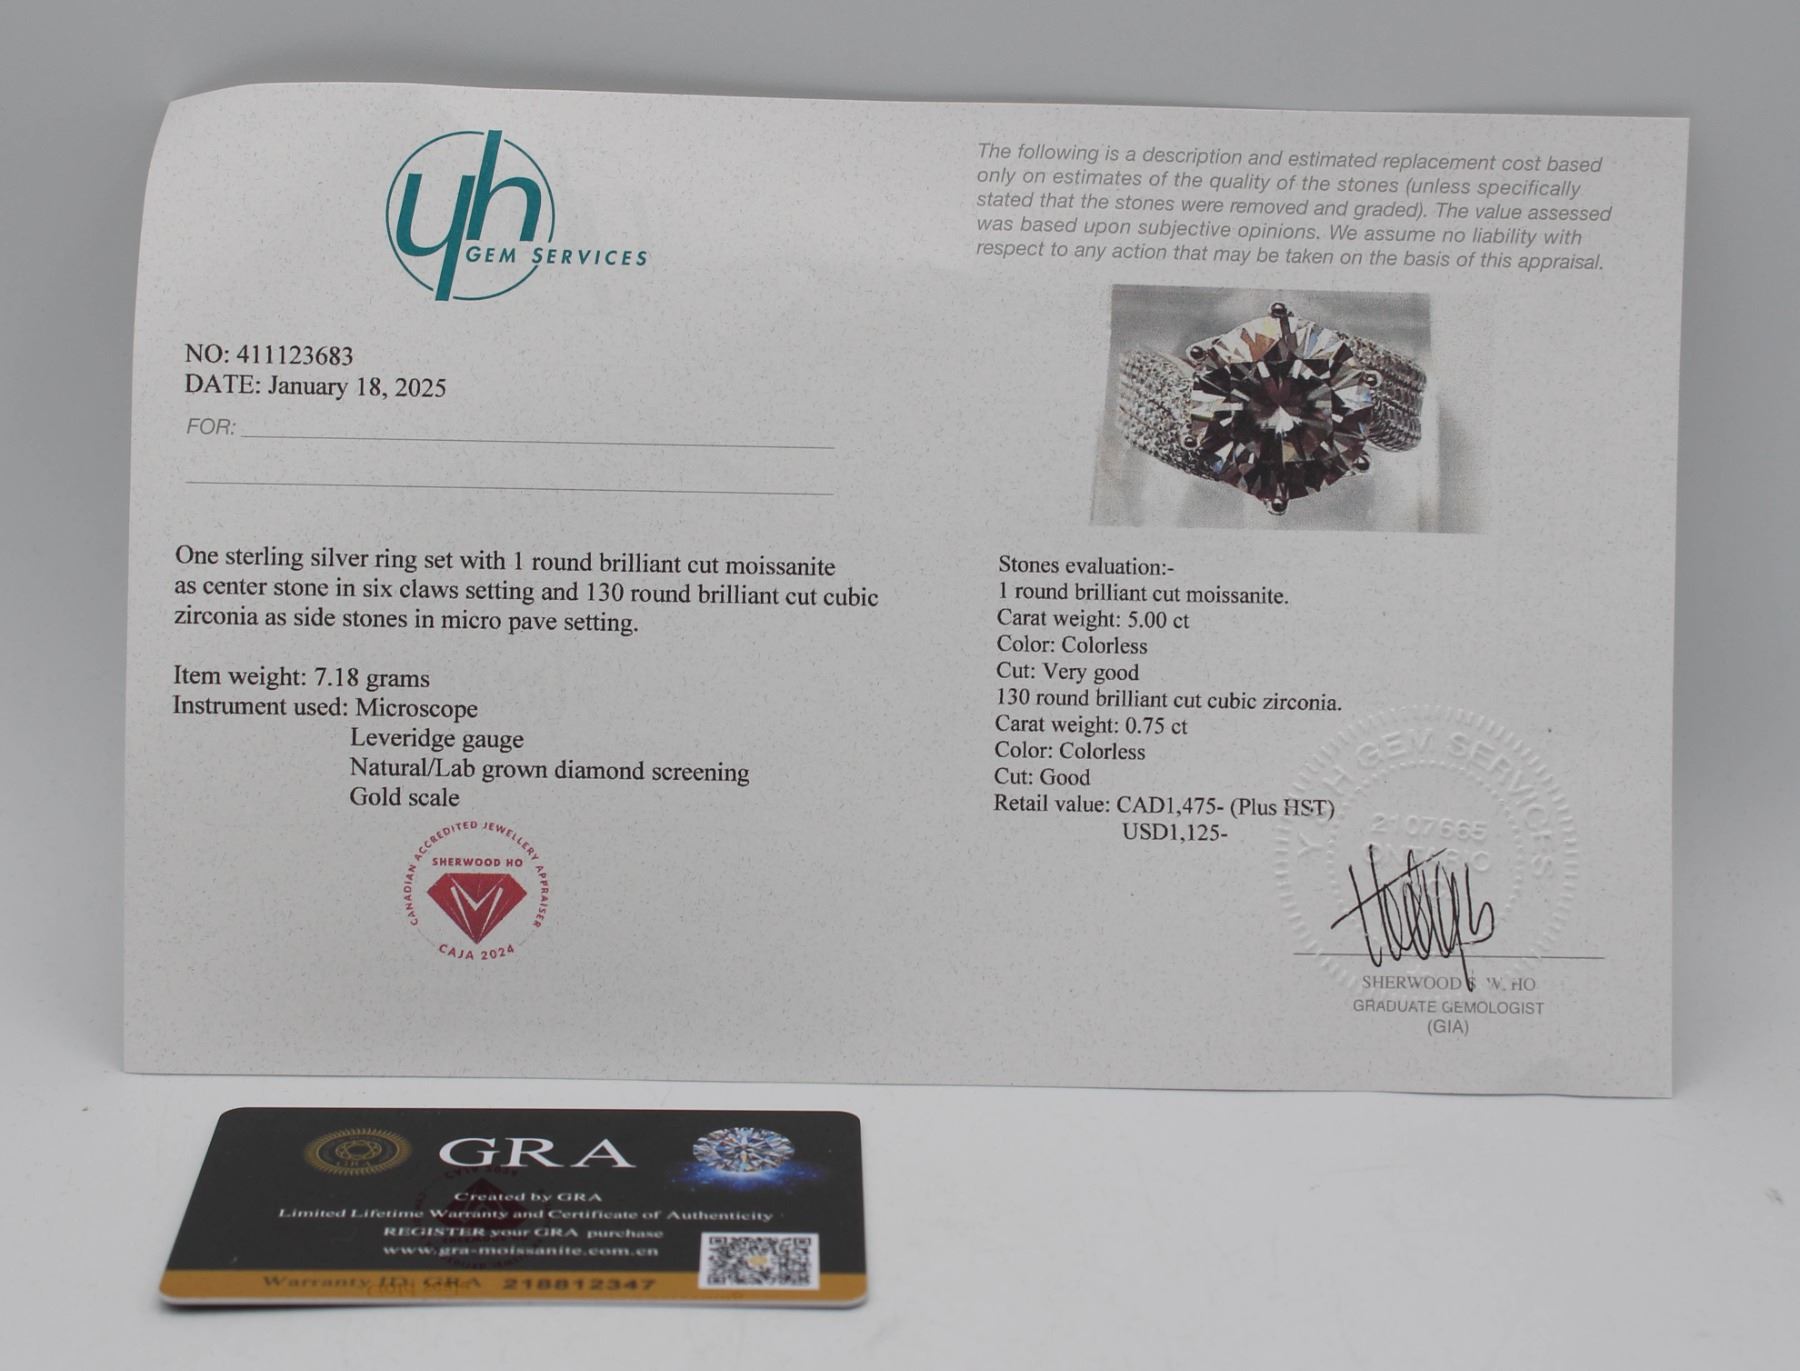 yh
GEM SERVICES
NO: 411123683
DATE: January 18, 2025
FOR:
One sterling silver ring set with 1 round brilliant cut moissanite
as center stone in six claws setting and 130 round brilliant cut cubic
zirconia as side stones in micro pave setting.
Item weight: 7.18 grams
Instrument used: Microscope
Leveridge gauge
Natural/Lab grown diamond screening
Gold scale
CANADIAN ACCREDITED JEWELLERY APPRAISER
SHERWOOD HO
CAJA 2024
The following is a description and estimated replacement cost based
only on estimates of the quality of the stones (unless specifically
stated that the stones were removed and graded). The value assessed
was based upon subjective opinions. We assume no liability with
respect to any action that may be taken on the basis of this appraisal.
Stones evaluation:-
1 round brilliant cut moissanite.
Carat weight: 5.00 ct
Color: Colorless
Cut: Very good
130 round brilliant cut cubic zirconia.
Carat weight: 0.75 ct
Color: Colorless
Cut: Good
Retail value: CAD1,475- (Plus HST)
USD1,125-
H GEM SERVICES
2107665
ONTARIO
SHERWOOD S. W. HO
GRADUATE GEMOLOGIST
(GIA)
GRA
GRA
Created by GRA
Limited Lifetime Warranty and Certificate of Authenticity
REGISTER your GRA purchase
www.gra-moissanite.com.cn
Warranty ID: GRA 218812347